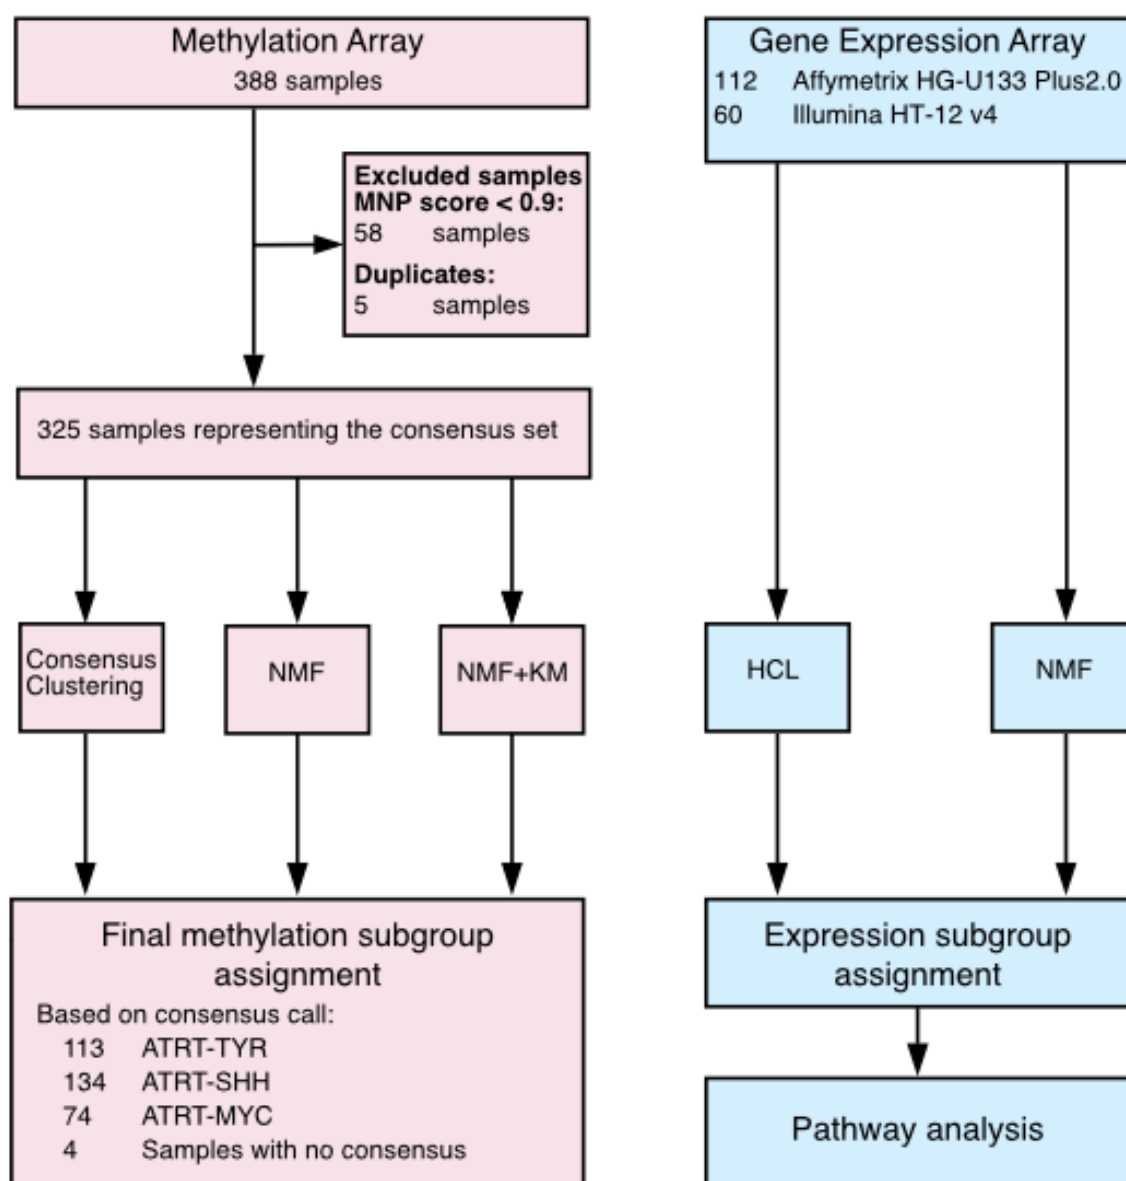 Methylation Array
388 samples
Excluded samples
MNP score < 0.9:
58 samples
Duplicates:
5 samples
325 samples representing the consensus set
Consensus
Clustering
NMF
NMF+KM
Final methylation subgroup
assignment
Based on consensus call:
113 ATRT-TYR
134 ATRT-SHH
74 ATRT-MYC
4 Samples with no consensus
Gene Expression Array
112 Affymetrix HG-U133 Plus2.0
60 Illumina HT-12 v4
HCL
NMF
Expression subgroup
assignment
Pathway analysis